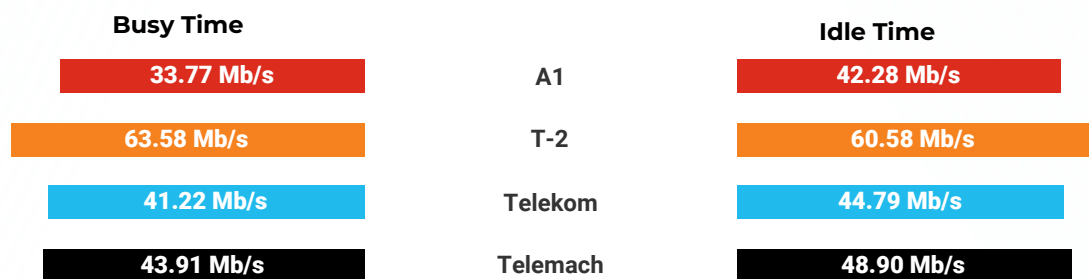 Busy Time
Idle Time
33.77 Mb/s A1 42.28 Mb/s
63.58 Mb/s T-2 60.58 Mb/s
41.22 Mb/s Telekom 44.79 Mb/s
43.91 Mb/s Telemach 48.90 Mb/s